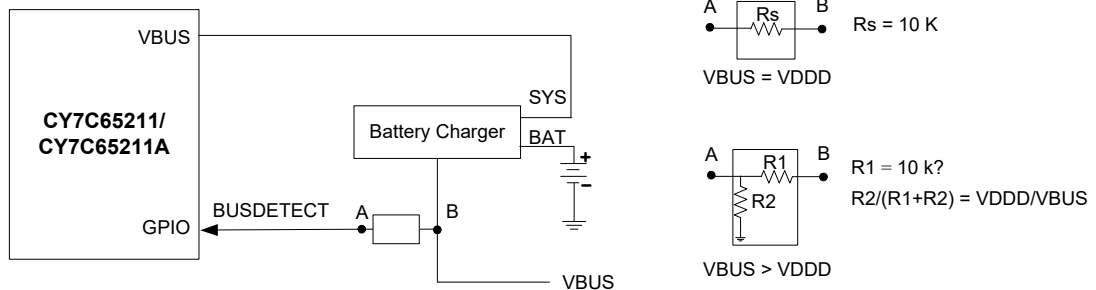 VBUS
CY7C65211/
CY7C65211A
SYS
Battery Charger
BAT
+
-
BUSDETECT
A
B
GPIO
VBUS
A
B
Rs
Rs = 10 K
VBUS = VDDD
A
B
R1
R2
R1 = 10 k?
R2/(R1+R2) = VDDD/VBUS
VBUS > VDDD